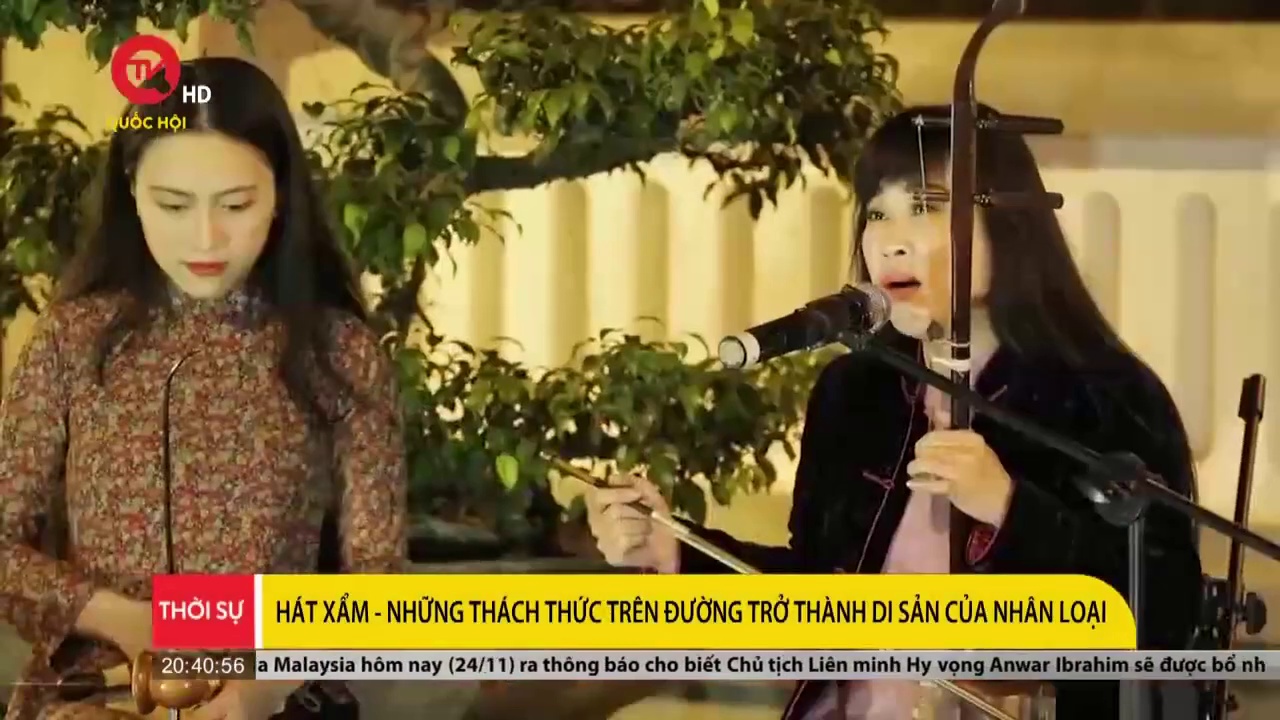 HD
QUỐC HỘI
THỜI SỰ
HÁT XẨM - NHỮNG THÁCH THỨC TRÊN ĐƯỜNG TRỞ THÀNH DI SẢN CỦA NHÂN LOẠI
20:40:56
a Malaysia hôm nay (24/11) ra thông báo cho biết Chủ tịch Liên minh Hy vọng Anwar Ibrahim sẽ được bổ nh